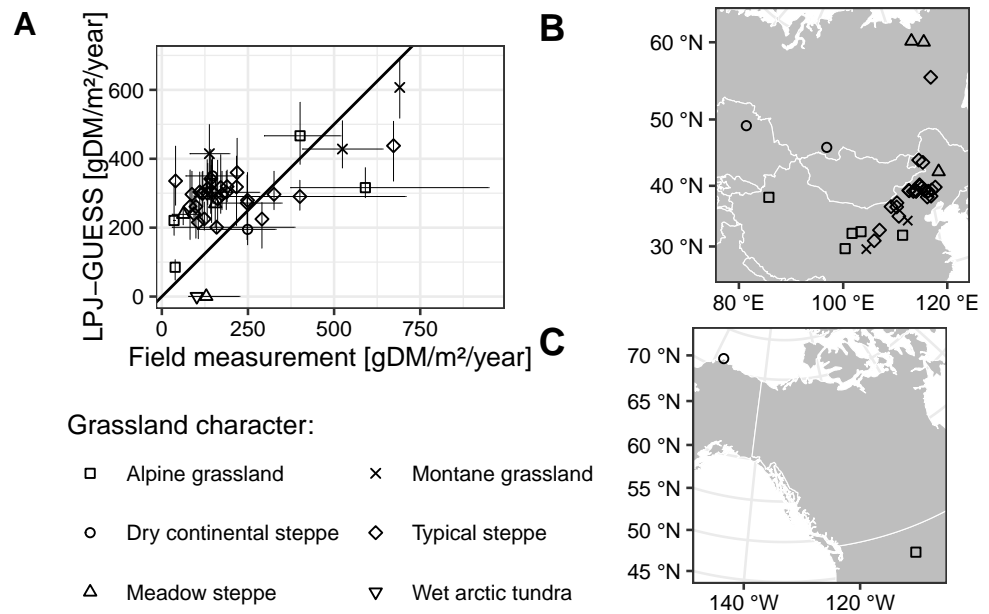 A
LPJ−GUESS [gDM/m²/year]
600
400
200
0
0 250 500 750
Field measurement [gDM/m²/year]
B
60 °N
50 °N
40 °N
30 °N
80 °E 100 °E 120 °E
C
70 °N
65 °N
60 °N
55 °N
50 °N
45 °N
140 °W 120 °W
Grassland character:
Alpine grassland
Montane grassland
Dry continental steppe
Typical steppe
Meadow steppe
Wet arctic tundra